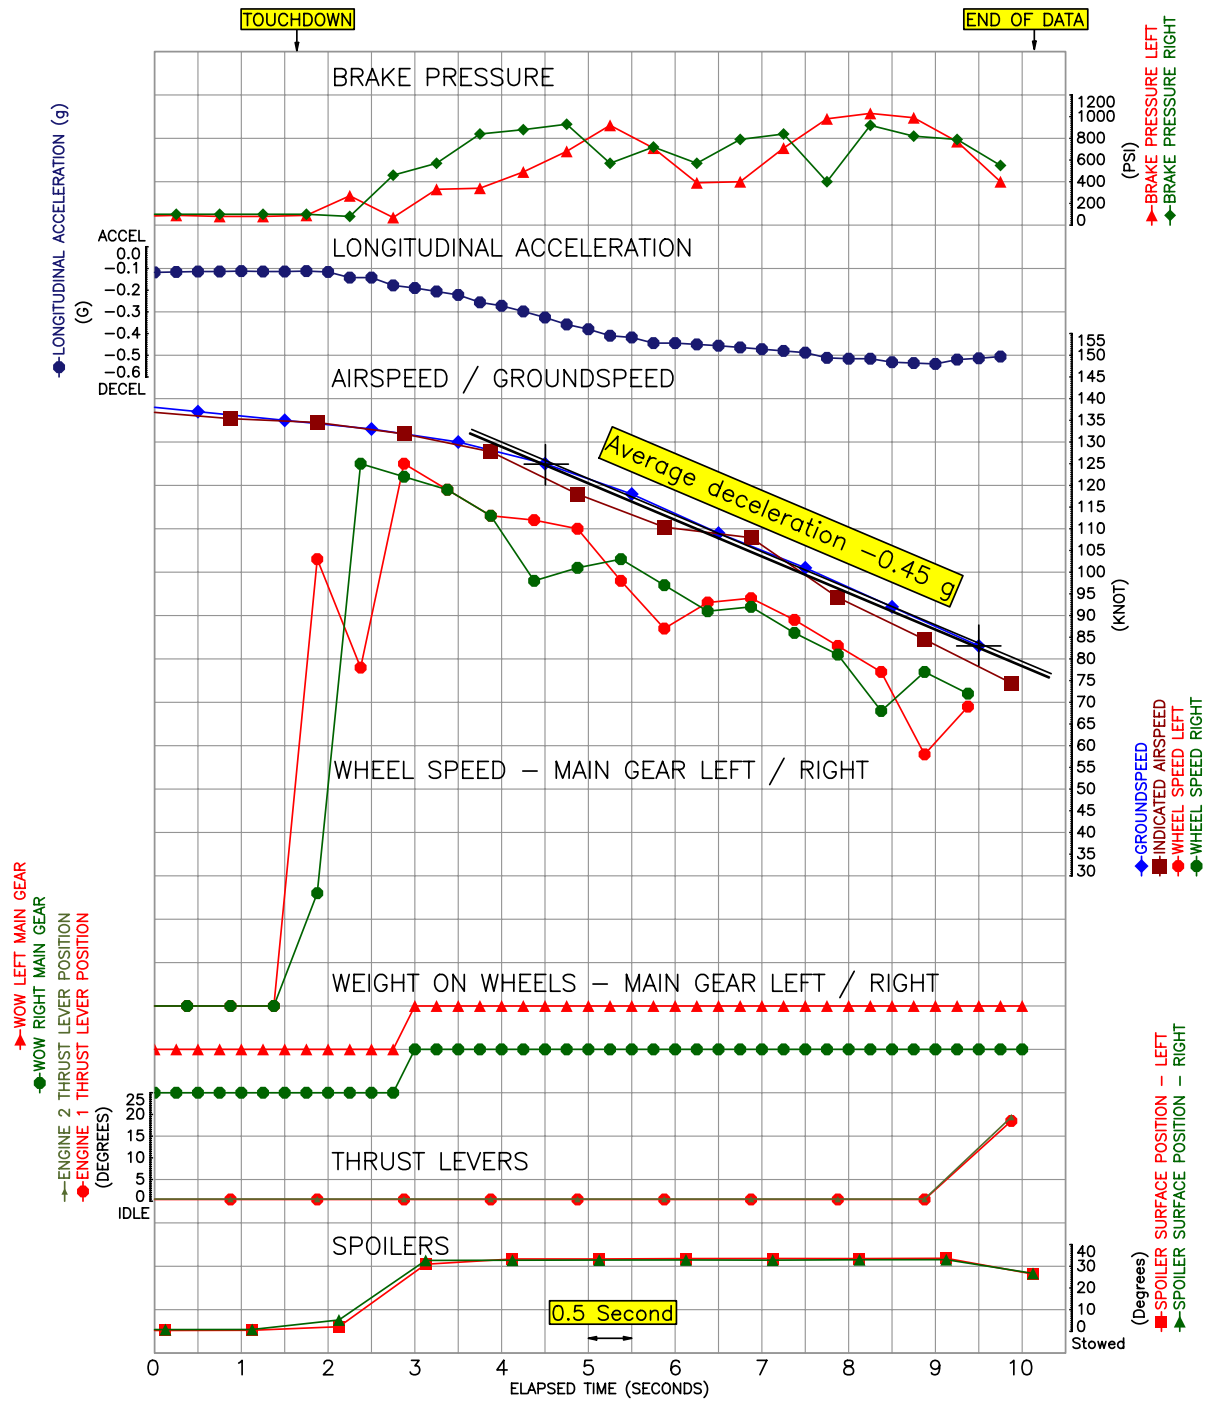 TOUCHDOWN
END OF DATA
BRAKE PRESSURE
1200
1000
800
600
400
200
0
(PSI)
BRAKE PRESSURE LEFT
BRAKE PRESSURE RIGHT
LONGITUDINAL ACCELERATION (g)
(G)
ACCEL
0.0
−0.1
−0.2
−0.3
−0.4
−0.5
−0.6
DECEL
LONGITUDINAL ACCELERATION
AIRSPEED / GROUNDSPEED
155
150
145
140
135
130
125
120
115
110
105
100
95
90
85
80
75
70
65
60
55
50
45
40
35
30
(KNOT)
Average deceleration −0.45 g
GROUNDSPEED
INDICATED AIRSPEED
WHEEL SPEED LEFT
WHEEL SPEED RIGHT
WHEEL SPEED − MAIN GEAR LEFT / RIGHT
WOW LEFT MAIN GEAR
WOW RIGHT MAIN GEAR
ENGINE 2 THRUST LEVER POSITION
ENGINE 1 THRUST LEVER POSITION
(DEGREES)
WEIGHT ON WHEELS − MAIN GEAR LEFT / RIGHT
25
20
15
10
5
0
IDLE
THRUST LEVERS
SPOILERS
40
30
20
10
0
Stowed
(Degrees)
SPOILER SURFACE POSITION − LEFT
SPOILER SURFACE POSITION − RIGHT
0.5 Second
0 1 2 3 4 5 6 7 8 9 10
ELAPSED TIME (SECONDS)